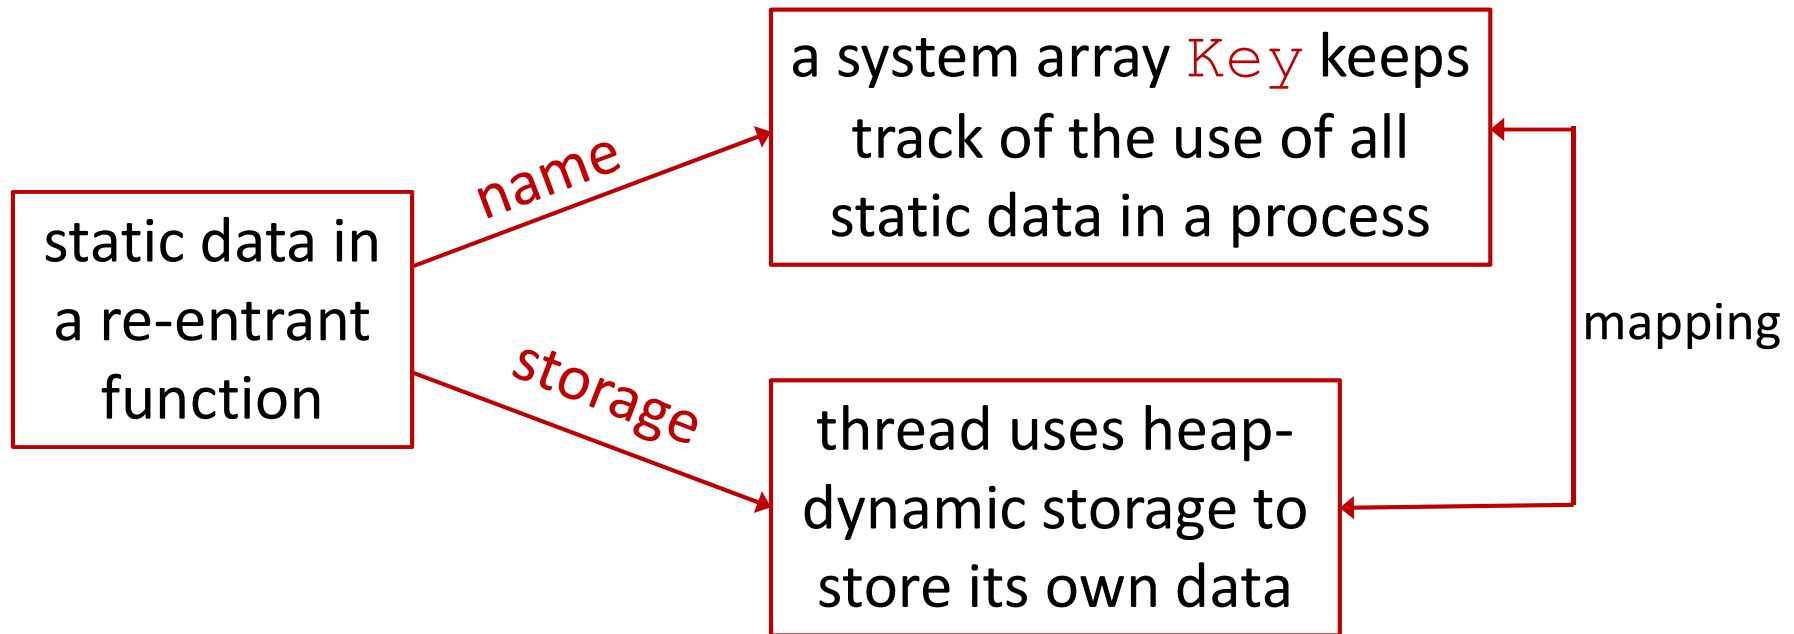 static data in
a re-entrant
function
name
storage
a system array Key keeps
track of the use of all
static data in a process
thread uses heap-
dynamic storage to
store its own data
mapping